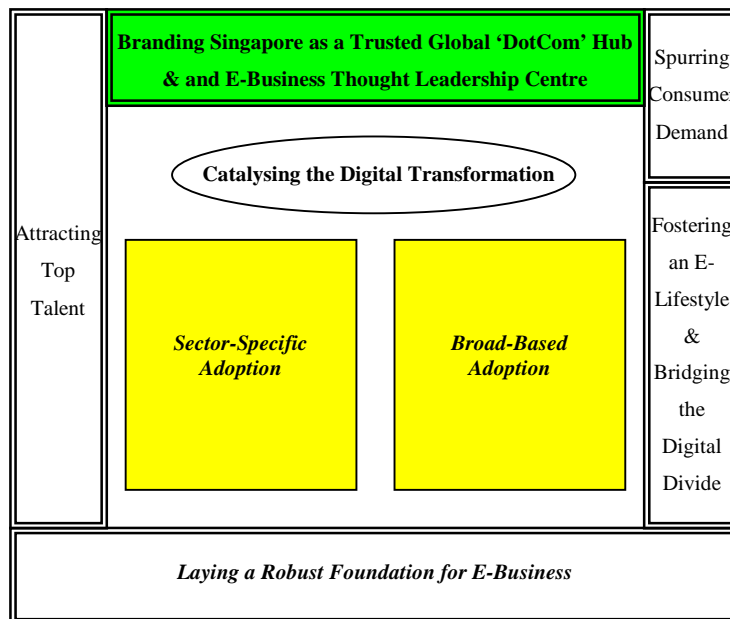 Branding Singapore as a Trusted Global ‘DotCom’ Hub
& and E-Business Thought Leadership Centre
Spurring
Consumer
Demand
Catalysing the Digital Transformation
Attracting
Top
Talent
Sector-Specific
Adoption
Broad-Based
Adoption
Fostering
an E-
Lifestyle
&
Bridging
the
Digital
Divide
Laying a Robust Foundation for E-Business